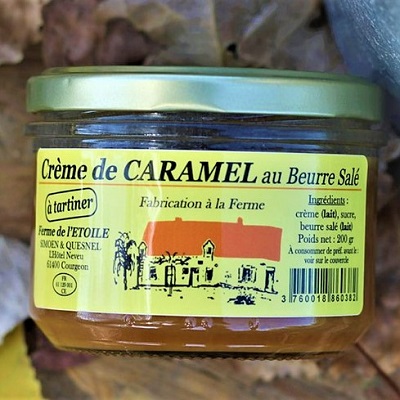 Crème de CARAMEL au Beurre Salé
à tartiner
Fabrication à la Ferme
Ferme de l'ETOILE
SIMOEN & QUESNEL
L'Hôtel Neveu
61400 Courgeon
FR
CE
Ingrédients :
crème (lait), sucre,
beurre salé (lait)
Poids net : 200 gr
A consommer de préf. avant le :
voir sur le couvercle
3 760018 860382